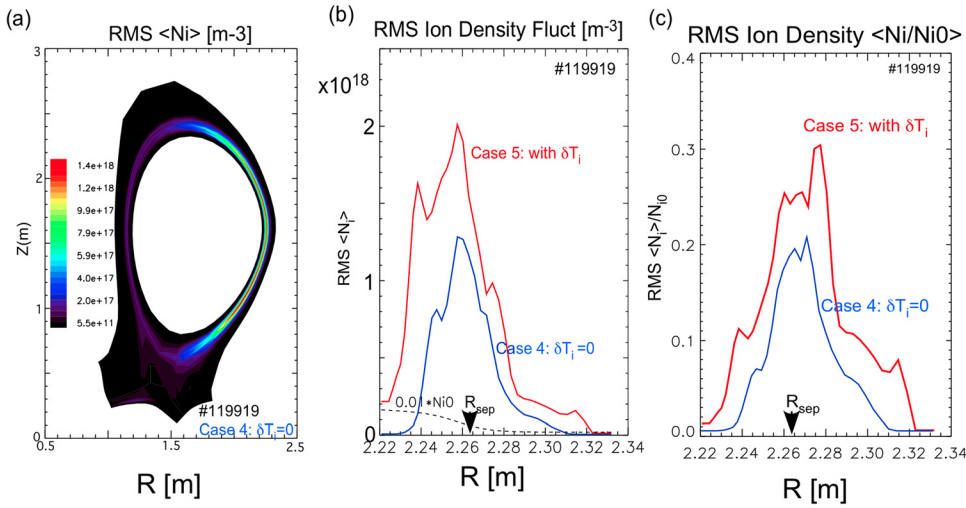 (a)
RMS <Ni> [m-3]
3
2
1
0
Z(m)
1.4e+18
1.2e+18
9.9e+17
7.9e+17
5.9e+17
4.0e+17
2.0e+17
5.5e+11
#119919
Case 4: δTi=0
0.5
1.5
2.5
R [m]
(b)
RMS Ion Density Fluct [m-3]
#119919
x10^18
2
1
0
RMS <Ni>
Case 5: with δTi
Case 4: δTi=0
0.01*Ni0
Rsep
2.22 2.24 2.26 2.28 2.30 2.32 2.34
R [m]
(c)
RMS Ion Density <Ni/Ni0>
#119919
0.4
0.3
0.2
0.1
0.0
RMS <Ni>/Ni0
Case 5: with δTi
Case 4: δTi=0
Rsep
2.22 2.24 2.26 2.28 2.30 2.32 2.34
R [m]